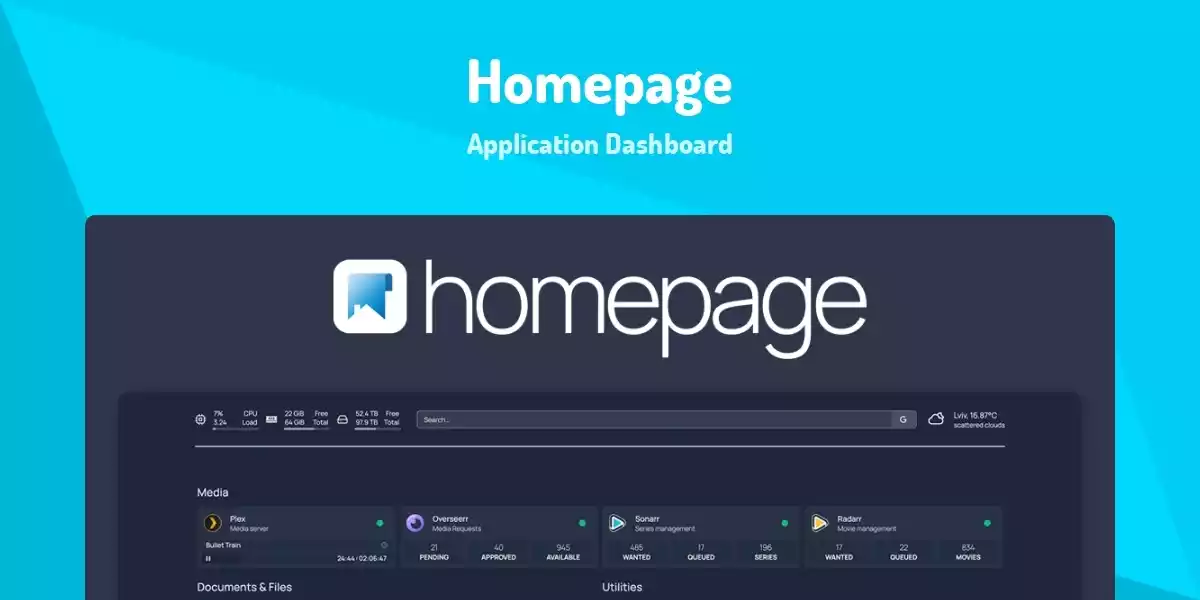 Homepage
Application Dashboard
homepage
7% CPU 22 GiB Free 52.4 TB Free
3.24 Load 64 GiB Total 97.9 TB Total
Search... G
Lviv, 16.87°C
scattered clouds
Media
Plex
Media server
Bullet Train
24:44 / 02:06:47
Overseerr
Media Requests
21 40 945
PENDING APPROVED AVAILABLE
Sonarr
Series management
485 17 196
WANTED QUEUED SERIES
Radarr
Movie management
17 22 834
WANTED QUEUED MOVIES
Documents & Files Utilities